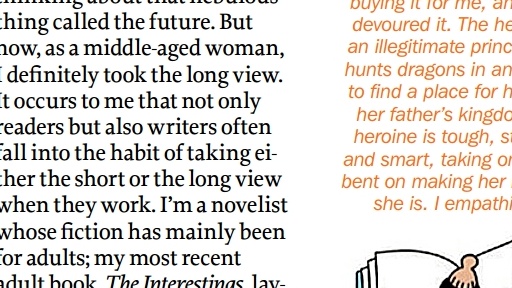 thinking about that nebulous
thing called the future. But
now, as a middle-aged woman,
I definitely took the long view.
It occurs to me that not only
readers but also writers often
fall into the habit of taking ei-
ther the short or the long view
when they work. I'm a novelist
whose fiction has mainly been
for adults; my most recent
adult book, The Interestings, lay-
buying it for me, an
devoured it. The he
an illegitimate princ
hunts dragons in an
to find a place for h
her father's kingdo
heroine is tough, st
and smart, taking on
bent on making her
she is. I empathi